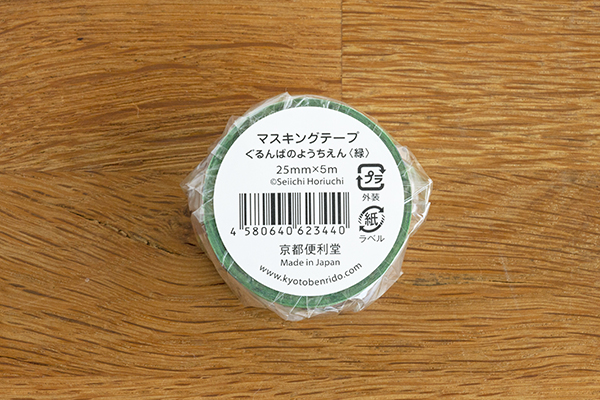 マスキングテープ
ぐるんぱのようちえん〈緑〉
25mm×5m
©Seiichi Horiuchi
プラ
外装
紙
ラベル
4 580640 623440
京都便利堂
Made in Japan
www.kyotobenrido.com